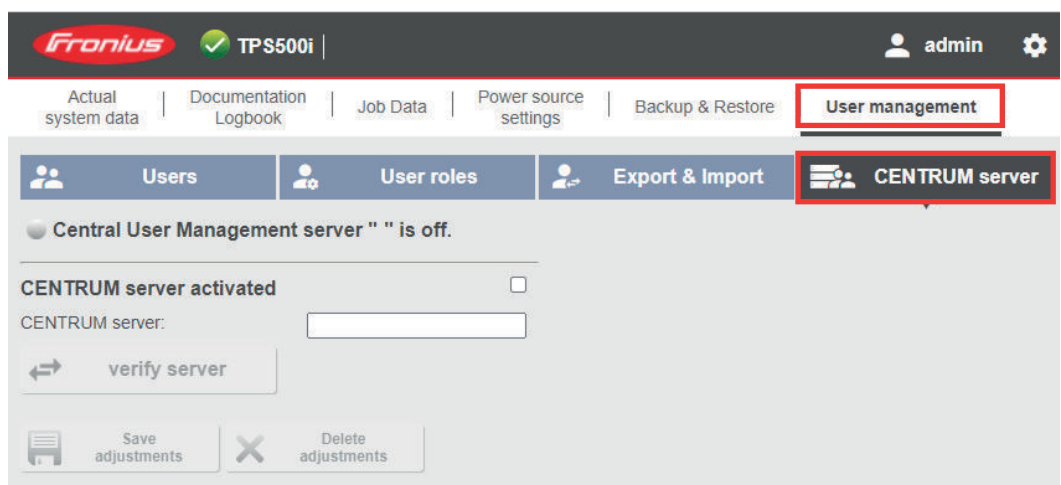 Fronius TPS500i admin
Actual system data
Documentation Logbook
Job Data
Power source settings
Backup & Restore
User management
Users
User roles
Export & Import
CENTRUM server
Central User Management server " " is off.
CENTRUM server activated
CENTRUM server:
verify server
Save adjustments
Delete adjustments